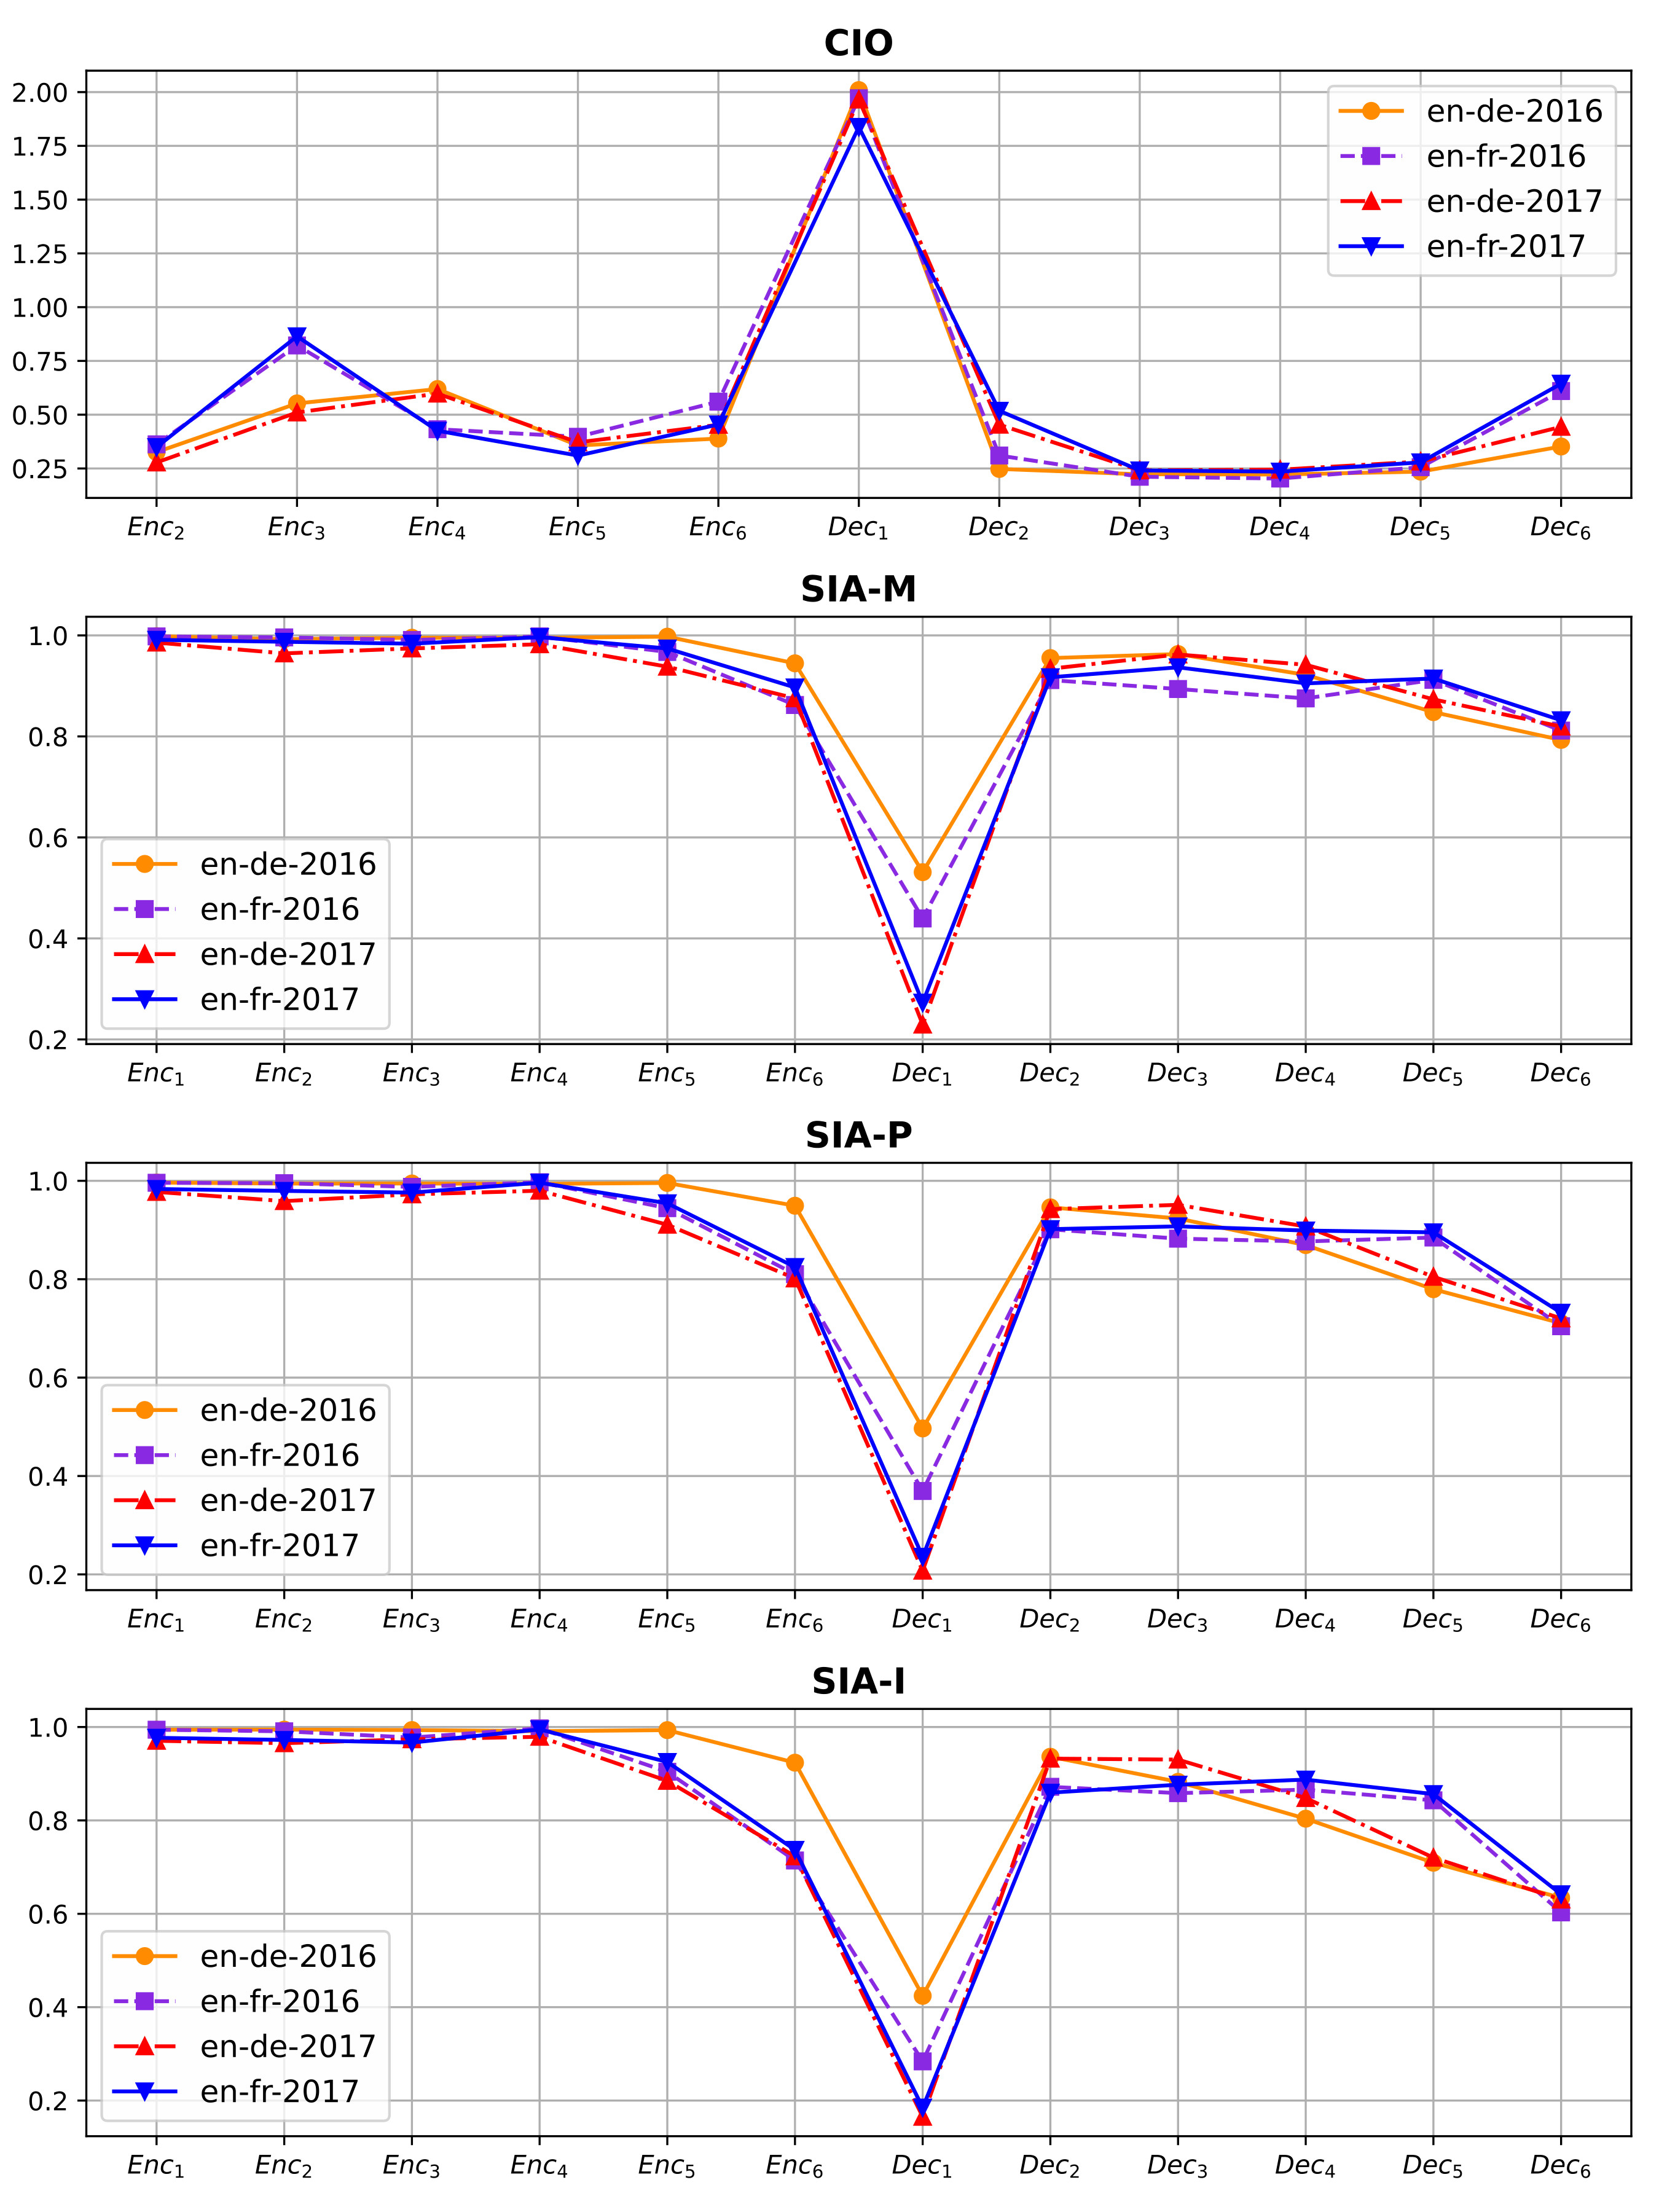 CIO
2.00
1.75
1.50
1.25
1.00
0.75
0.50
0.25
en-de-2016
en-fr-2016
en-de-2017
en-fr-2017
Enc2 Enc3 Enc4 Enc5 Enc6 Dec1 Dec2 Dec3 Dec4 Dec5 Dec6
SIA-M
1.0
0.8
0.6
0.4
0.2
en-de-2016
en-fr-2016
en-de-2017
en-fr-2017
Enc1 Enc2 Enc3 Enc4 Enc5 Enc6 Dec1 Dec2 Dec3 Dec4 Dec5 Dec6
SIA-P
1.0
0.8
0.6
0.4
0.2
en-de-2016
en-fr-2016
en-de-2017
en-fr-2017
Enc1 Enc2 Enc3 Enc4 Enc5 Enc6 Dec1 Dec2 Dec3 Dec4 Dec5 Dec6
SIA-I
1.0
0.8
0.6
0.4
0.2
en-de-2016
en-fr-2016
en-de-2017
en-fr-2017
Enc1 Enc2 Enc3 Enc4 Enc5 Enc6 Dec1 Dec2 Dec3 Dec4 Dec5 Dec6